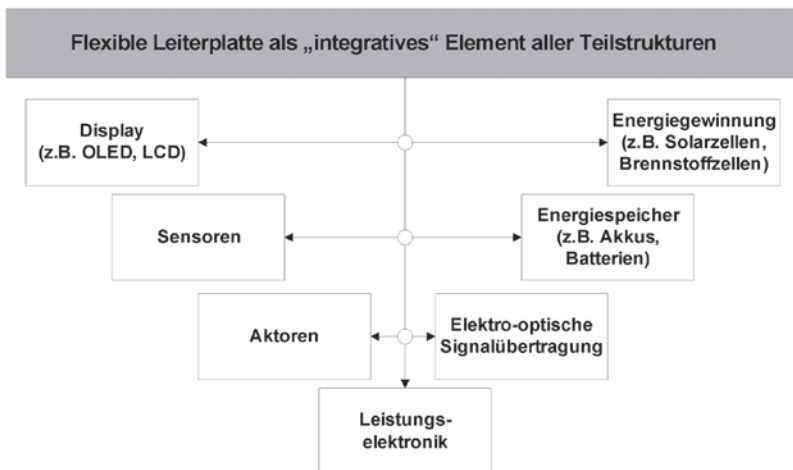 Flexible Leiterplatte als „integratives“ Element aller Teilstrukturen
Display
(z.B. OLED, LCD)
Energiegewinnung
(z.B. Solarzellen,
Brennstoffzellen)
Sensoren
Energiespeicher
(z.B. Akkus,
Batterien)
Aktoren
Elektro-optische
Signalübertragung
Leistungs-
elektronik